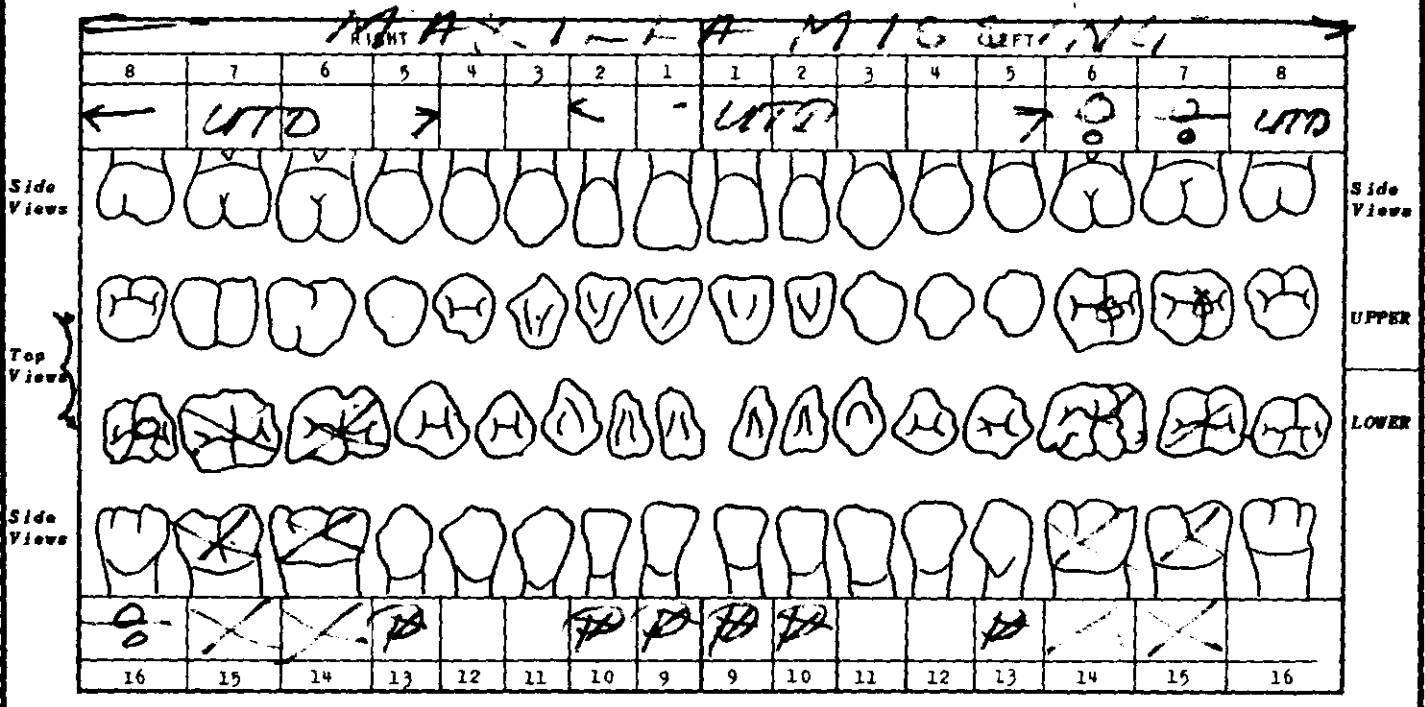 MAXILLA MISSING
RIGHT LEFT
8 7 6 5 4 3 2 1 1 2 3 4 5 6 7 8
← UTD → ← - UTD → O O UTD
Side Views
Side Views
UPPER
Top Views
LOWER
Side Views
O O
16 15 14 13 12 11 10 9 9 10 11 12 13 14 15 16